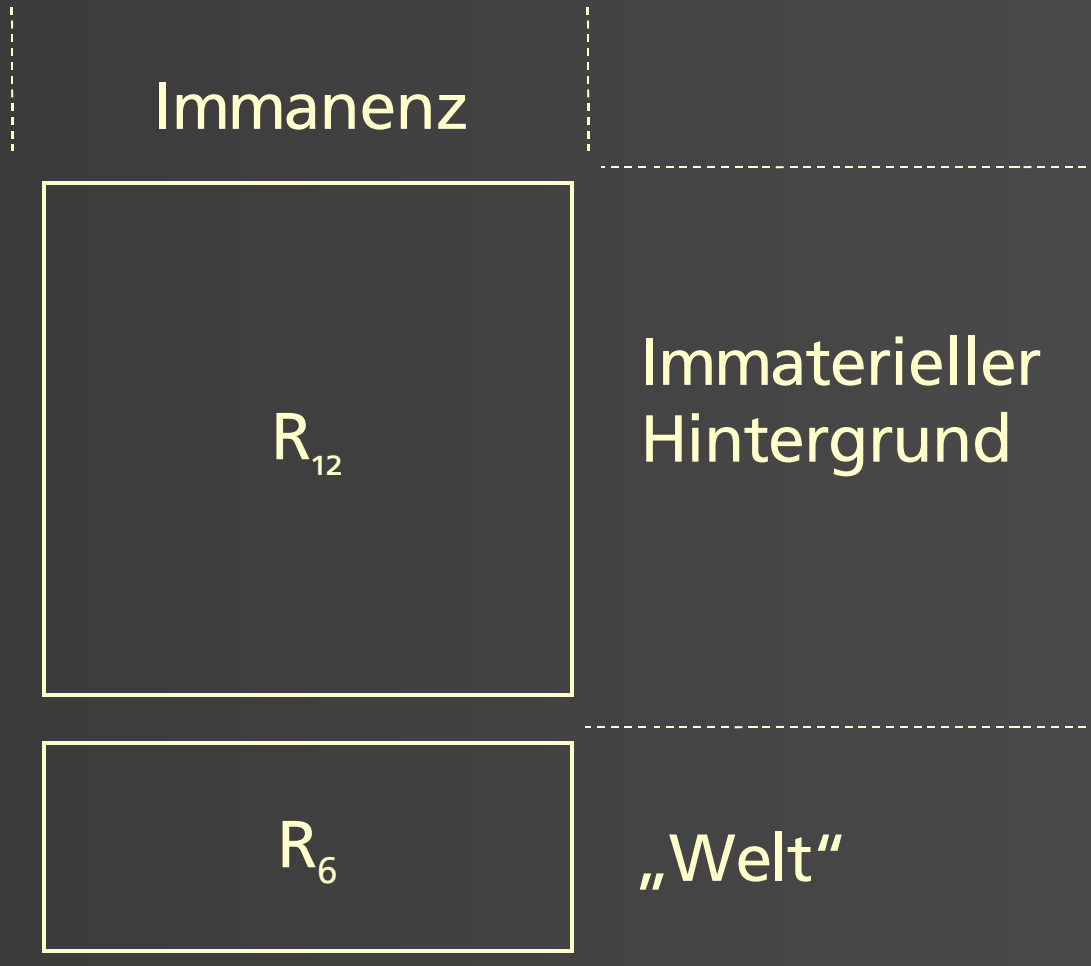 Immanenz
R₁₂
Immaterieller
Hintergrund
R₆
„Welt“